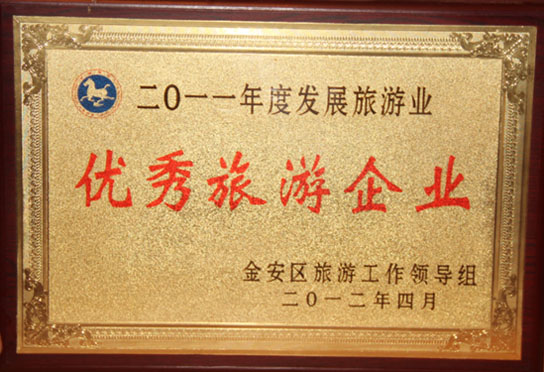 二〇一一年度发展旅游业
优秀旅游企业
金安区旅游工作领导组
二〇一二年四月